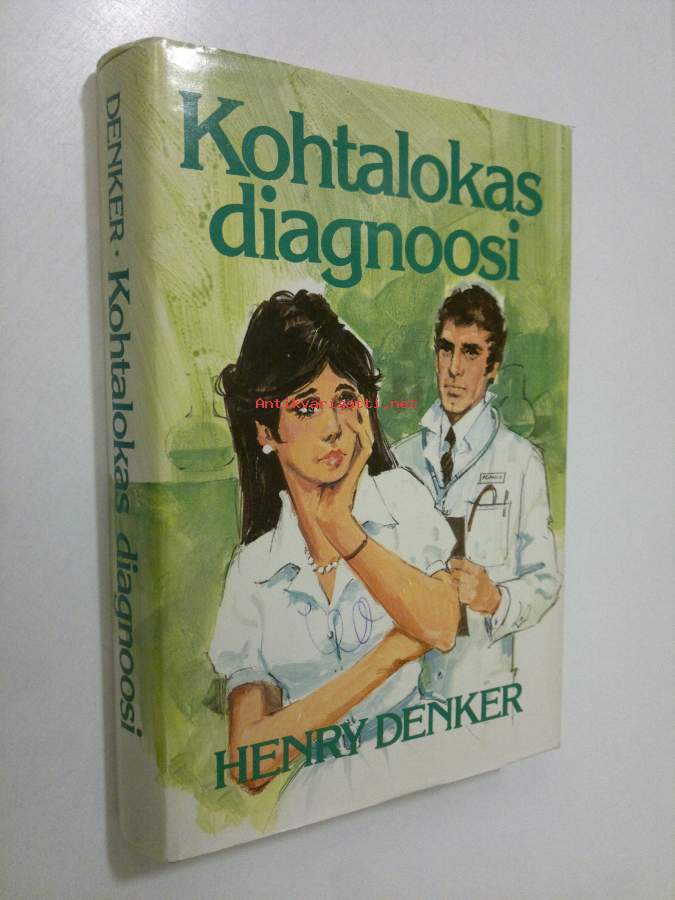 Kohtalokas
diagnoosi
HENRY DENKER
DENKER · Kohtalokas diagnoosi
Antikvariaatti.net